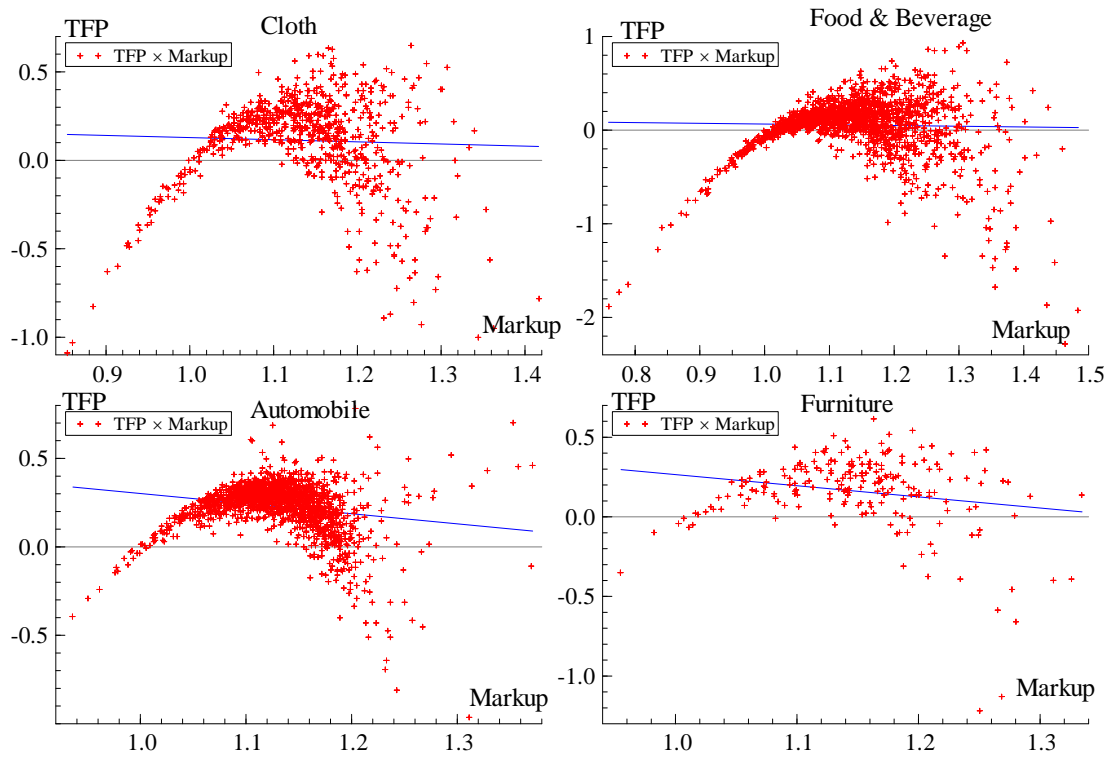 TFP
Cloth
TFP × Markup
0.5
0.0
-0.5
-1.0
Markup
0.9 1.0 1.1 1.2 1.3 1.4
TFP
Food & Beverage
TFP × Markup
1
0
-1
-2
Markup
0.8 0.9 1.0 1.1 1.2 1.3 1.4 1.5
TFP
Automobile
TFP × Markup
0.5
0.0
-0.5
Markup
1.0 1.1 1.2 1.3
TFP
Furniture
TFP × Markup
0.5
0.0
-0.5
-1.0
Markup
1.0 1.1 1.2 1.3